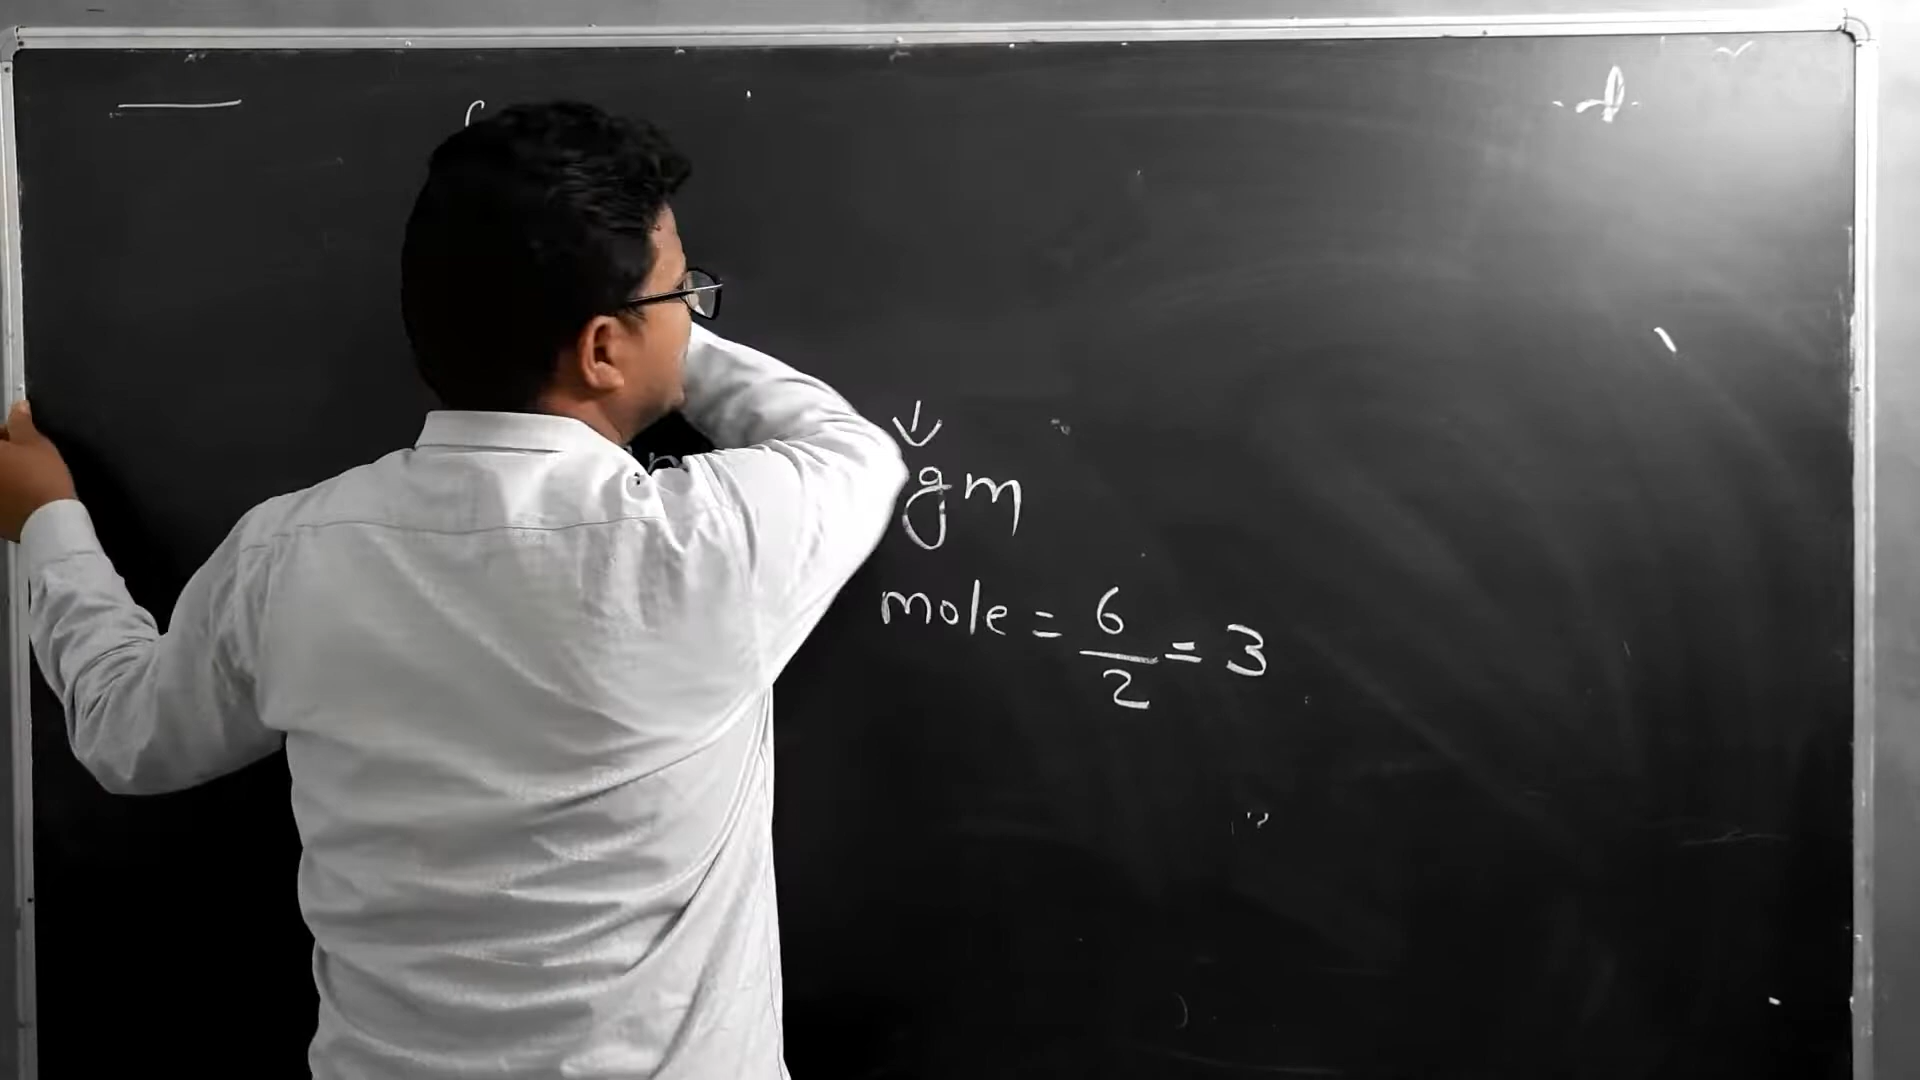 gm
mole = 6/2 = 3